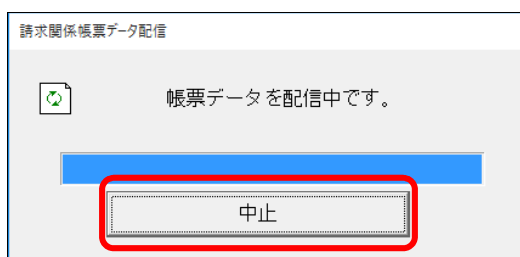 請求関係帳票データ配信
帳票データを配信中です。
中止